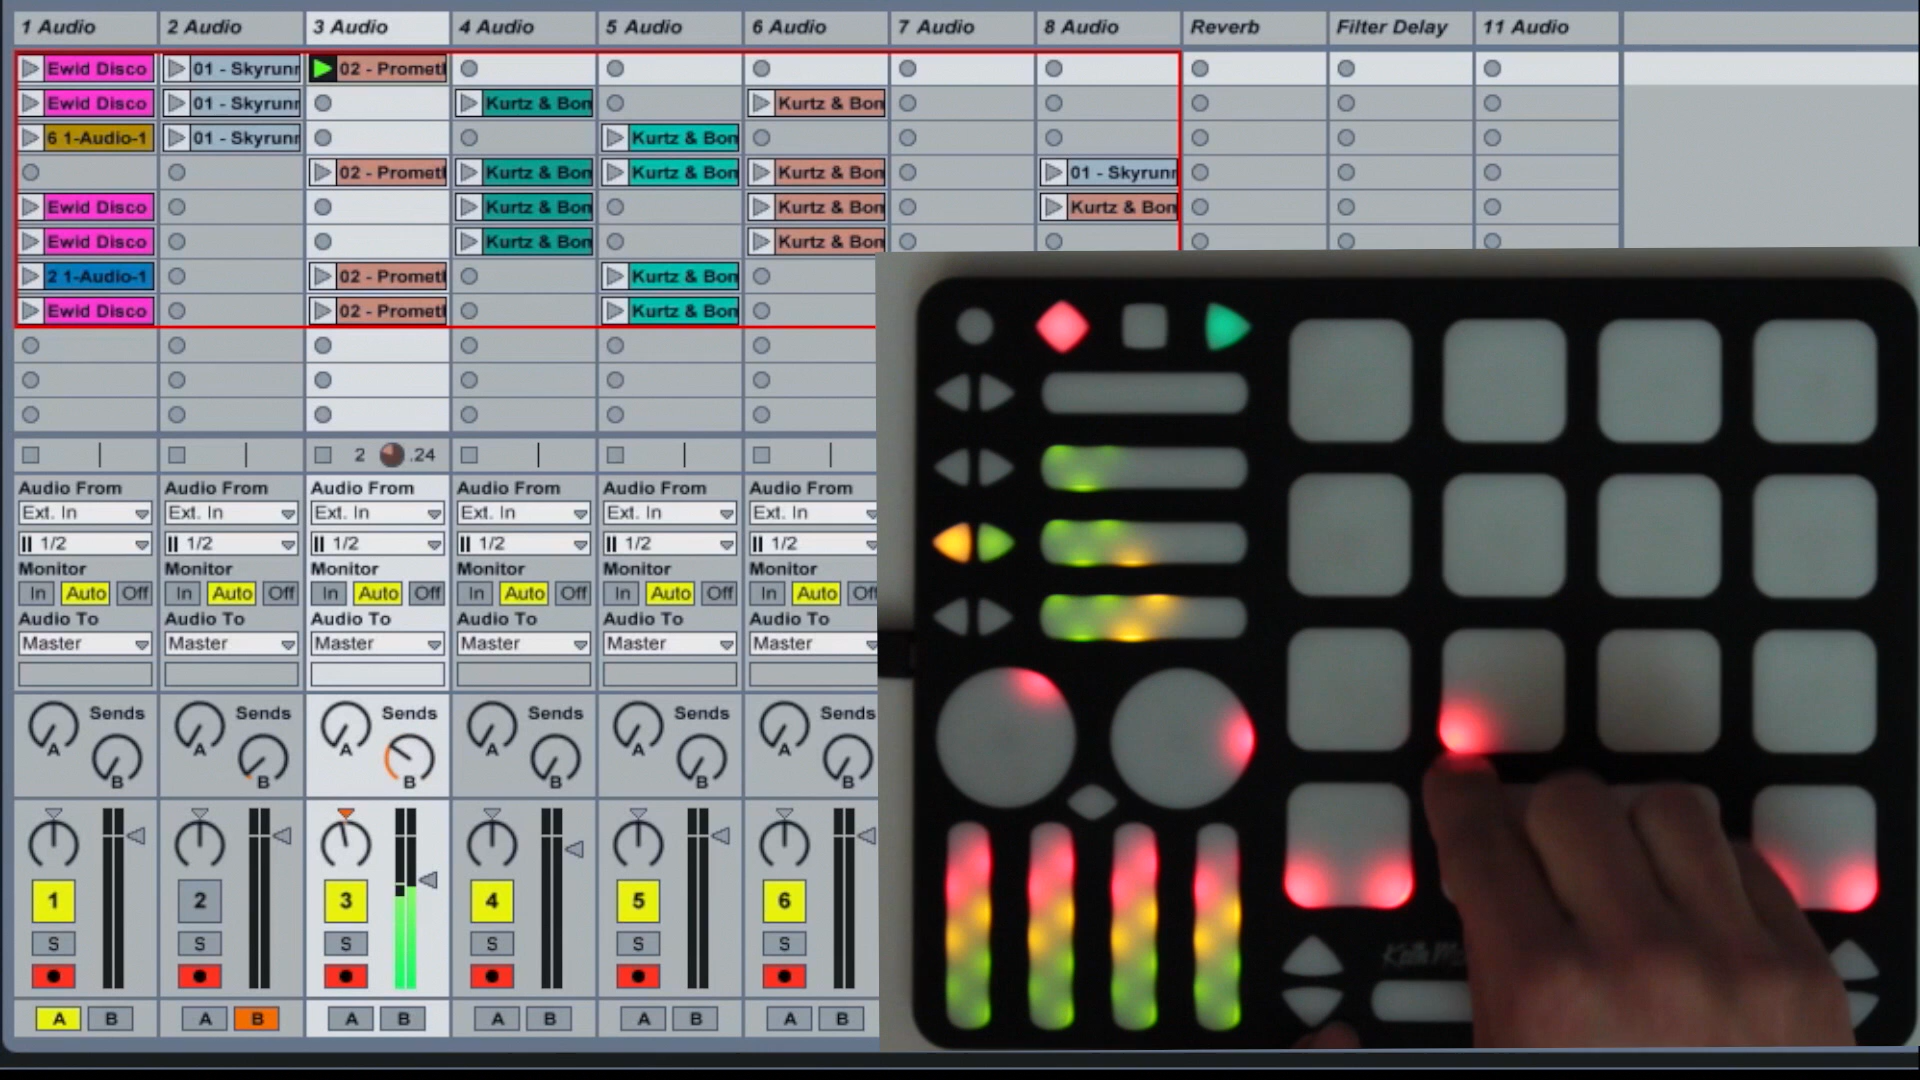 1 Audio 2 Audio 3 Audio 4 Audio 5 Audio 6 Audio 7 Audio 8 Audio Reverb Filter Delay 11 Audio
Ewid Disco 01 - Skyrunr 02 - Prometh
Ewid Disco 01 - Skyrunr Kurtz & Bon Kurtz & Bon
6 1-Audio-1 01 - Skyrunr Kurtz & Bon
02 - Prometh Kurtz & Bon Kurtz & Bon Kurtz & Bon 01 - Skyrunr
Ewid Disco Kurtz & Bon Kurtz & Bon Kurtz & Bon
Ewid Disco Kurtz & Bon Kurtz & Bon
2 1-Audio-1 02 - Prometh Kurtz & Bon
Ewid Disco 02 - Prometh Kurtz & Bon
2 .24
Audio From Audio From Audio From Audio From Audio From Audio From
Ext. In Ext. In Ext. In Ext. In Ext. In Ext. In
1/2 1/2 1/2 1/2 1/2 1/2
Monitor Monitor Monitor Monitor Monitor Monitor
In Auto Off In Auto Off In Auto Off In Auto Off In Auto Off In Auto Of
Audio To Audio To Audio To Audio To Audio To Audio To
Master Master Master Master Master Master
Sends Sends Sends Sends Sends Sends
A A A A A A
B B B B B B
1 2 3 4 5 6
S S S S S S
A B A B A B A B A B A B